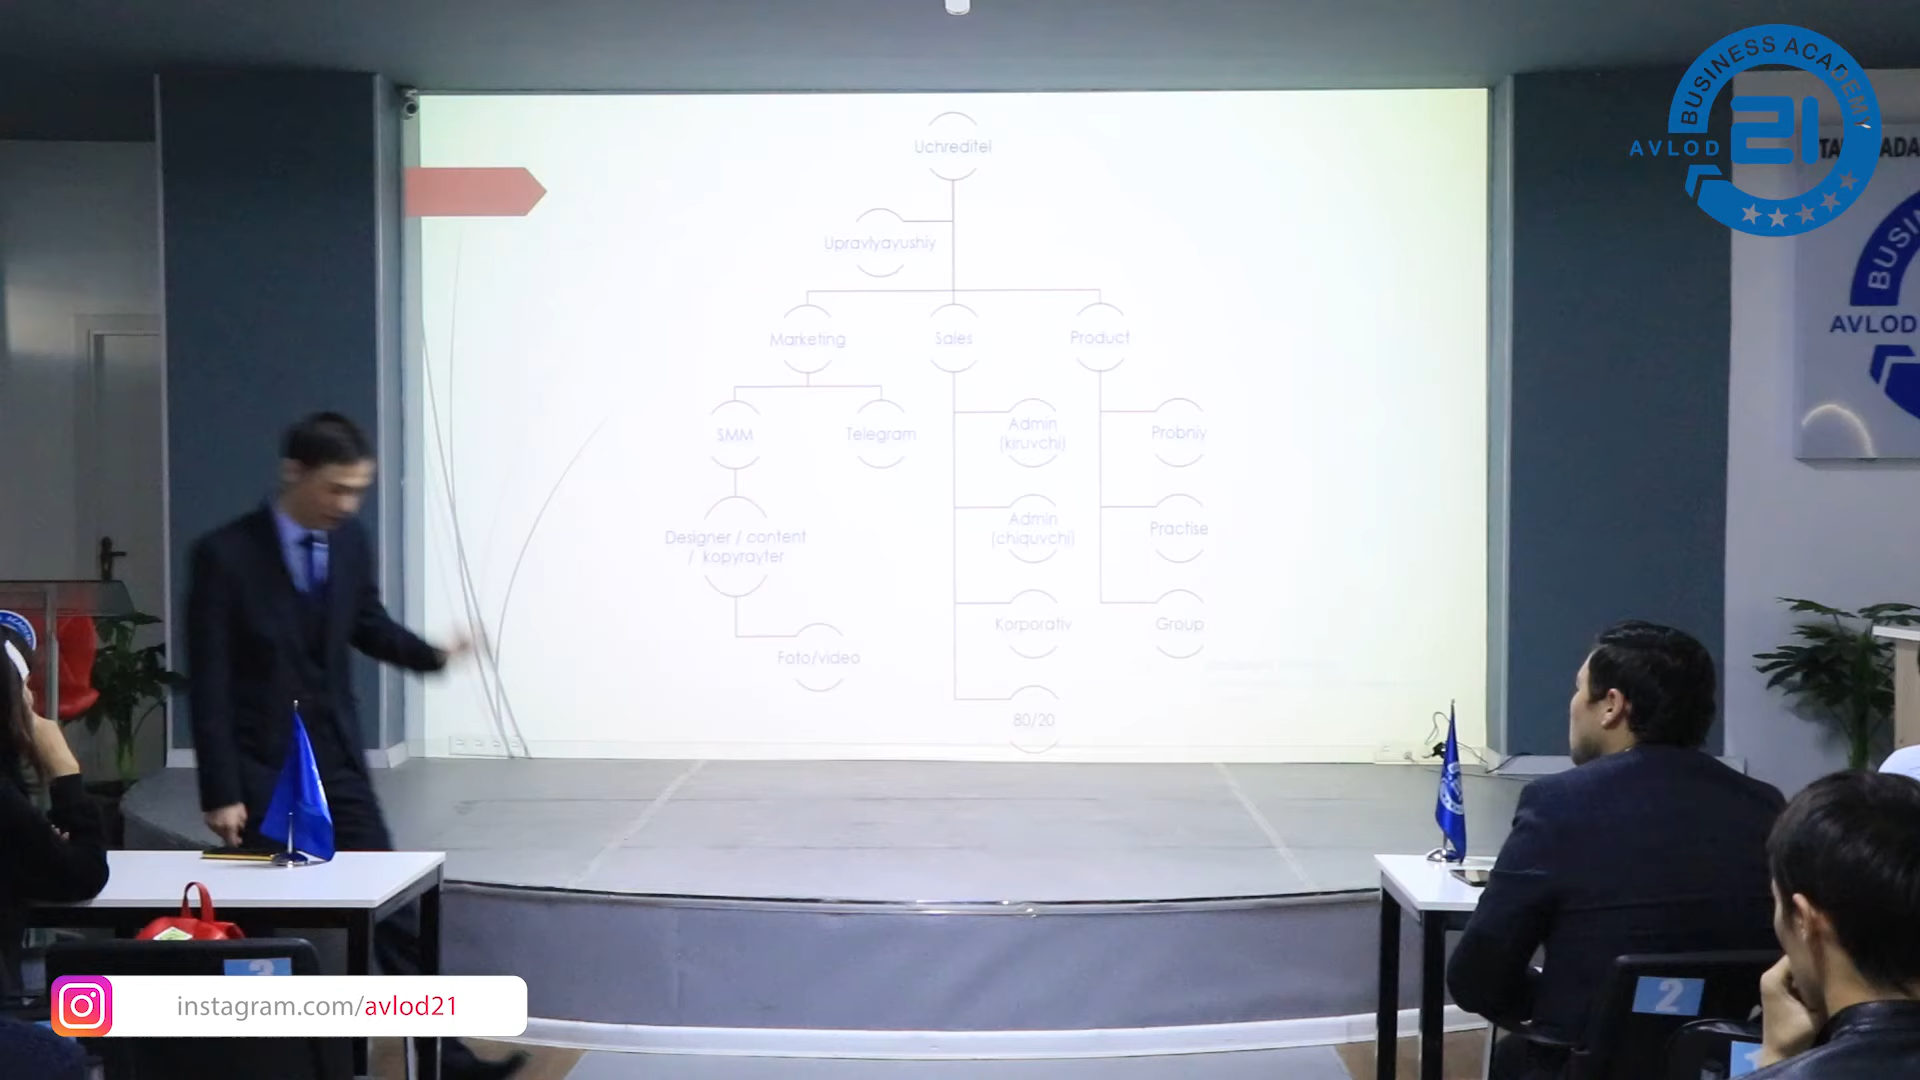 BUSINESS ACADEMY
AVLOD 21
Uchreditel
Upravlyayushiy
Marketing
Sales
Product
SMM
Telegram
Admin
(kiruvchi)
Probniy
Designer / content
/ kopyrayter
Admin
(chiquvchi)
Practise
Foto/video
Korporativ
Group
80/20
AVLOD
2
3
instagram.com/avlod21